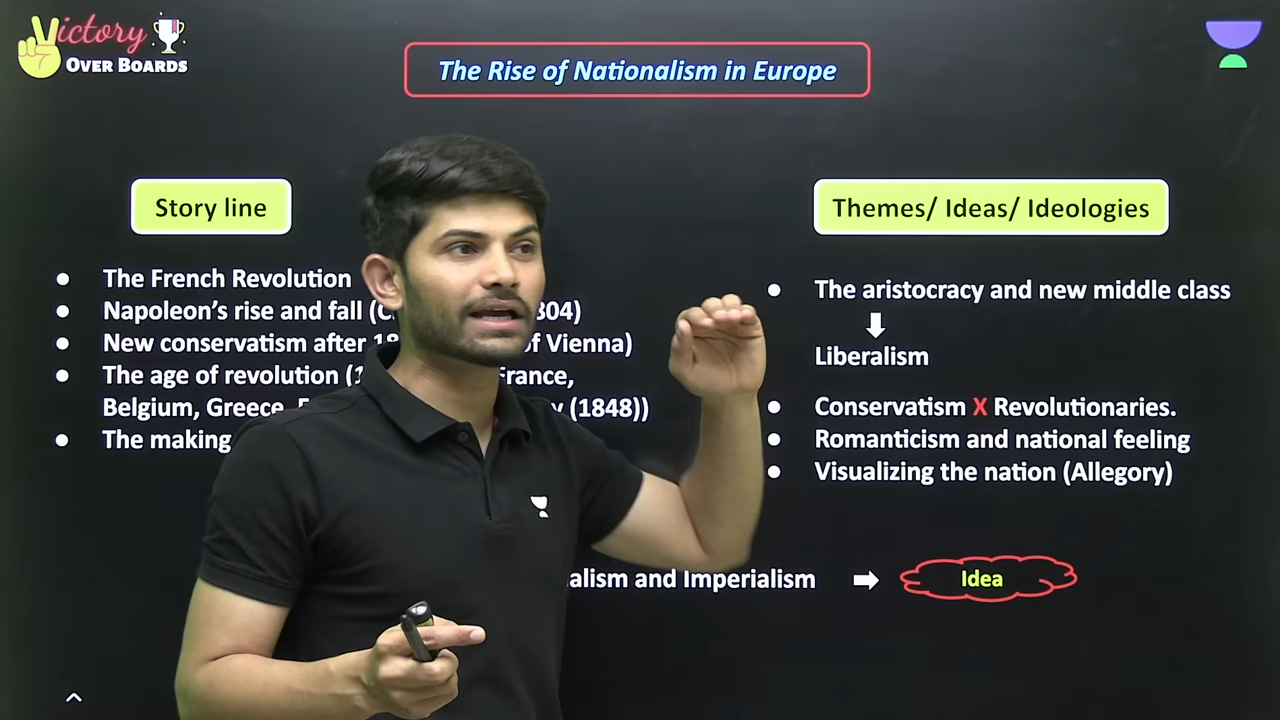 Victory
OVER BOARDS
The Rise of Nationalism in Europe
Story line
The French Revolution
Napoleon's rise and fall (C 804)
New conservatism after 18 of Vienna)
The age of revolution (1 France,
Belgium, Greece, (1848))
The making
Themes/ Ideas/ Ideologies
The aristocracy and new middle class
Liberalism
Conservatism X Revolutionaries.
Romanticism and national feeling
Visualizing the nation (Allegory)
alism and Imperialism
Idea